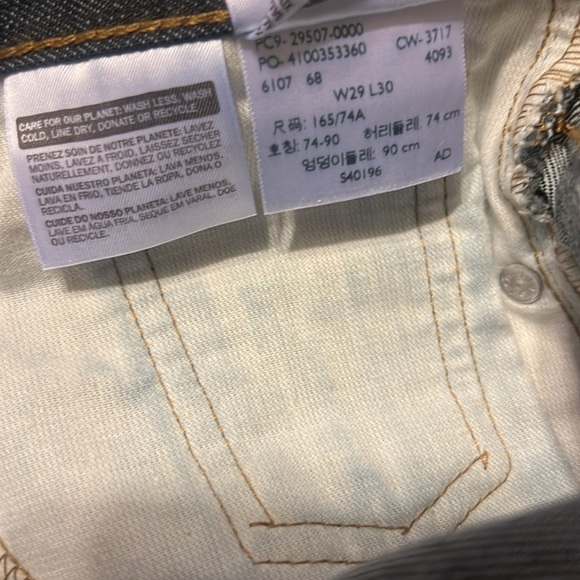 CARE FOR OUR PLANET: WASH LESS, WASH
COLD, LINE DRY, DONATE OR RECYCLE.
PRENEZ SOIN DE NOTRE PLANÈTE: LAVEZ
MOINS, LAVEZ À FROID, LAISSEZ SÉCHER
NATURELLEMENT, DONNEZ OU RECYCLEZ
CUIDA NUESTRO PLANETA: LAVA MENOS,
LAVA EN FRÍO, TIENDE LA ROPA, DONA O
RECICLA.
CUIDE DO NOSSO PLANETA: LAVE MENOS,
LAVE EM ÁGUA FRIA, SEQUE EM VARAL, DOE
OU RECICLE.
PC9- 29507-0000
PO- 4100353360 CW- 3717
6107 68 4093
W29 L30
尺码: 165/74A
호칭: 74-90 허리둘레: 74 cm
엉덩이둘레: 90 cm
S40196 AD